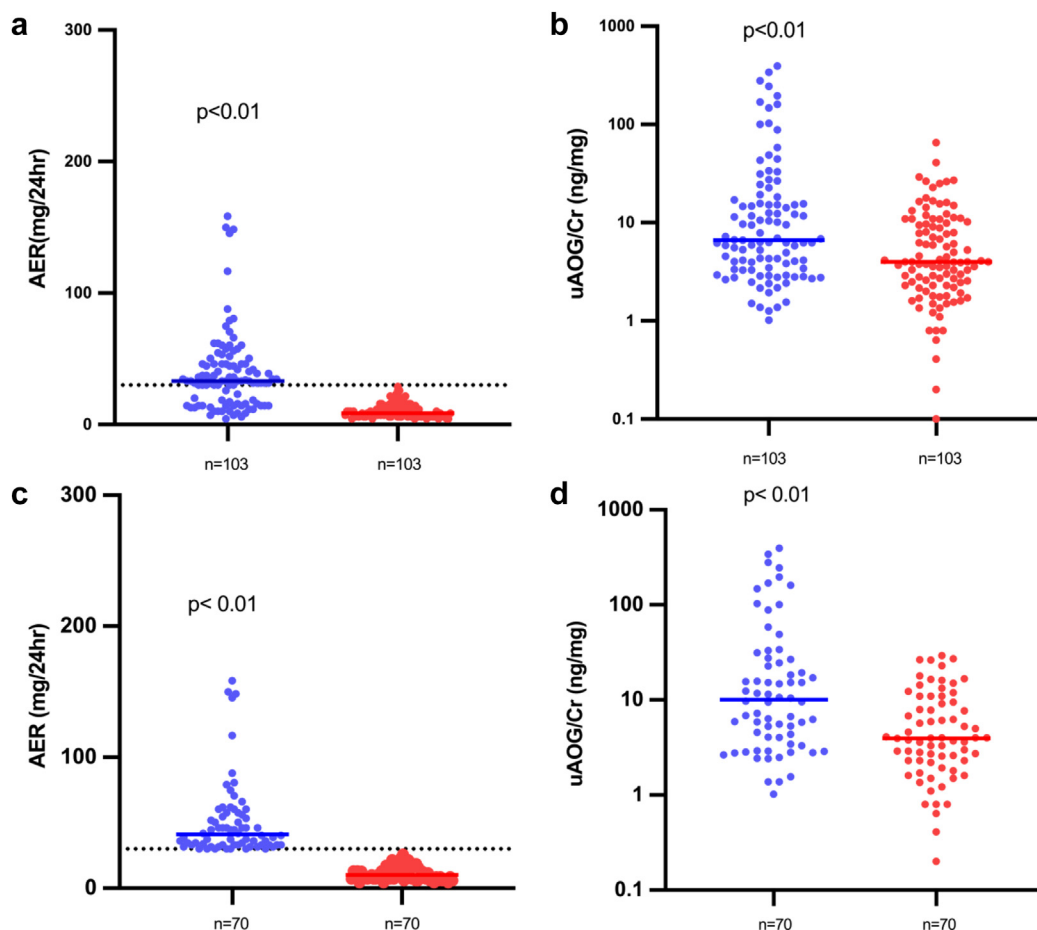 a
300
200
100
0
AER(mg/24hr)
p<0.01
n=103
n=103
b
1000
100
10
1
0.1
uAOG/Cr (ng/mg)
p<0.01
n=103
n=103
c
300
200
100
0
AER (mg/24hr)
p< 0.01
n=70
n=70
d
1000
100
10
1
0.1
uAOG/Cr (ng/mg)
p< 0.01
n=70
n=70